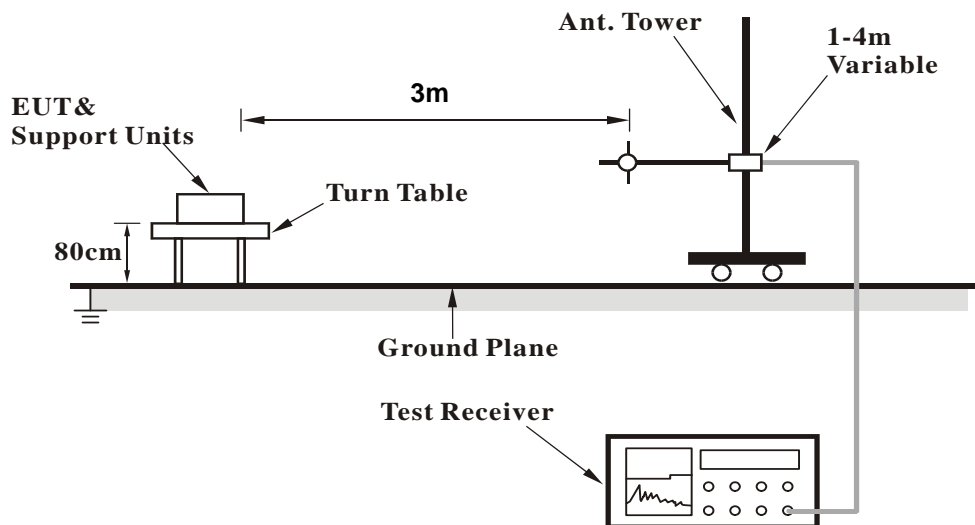 Ant. Tower
1-4m
Variable
3m
EUT&
Support Units
Turn Table
80cm
Ground Plane
Test Receiver